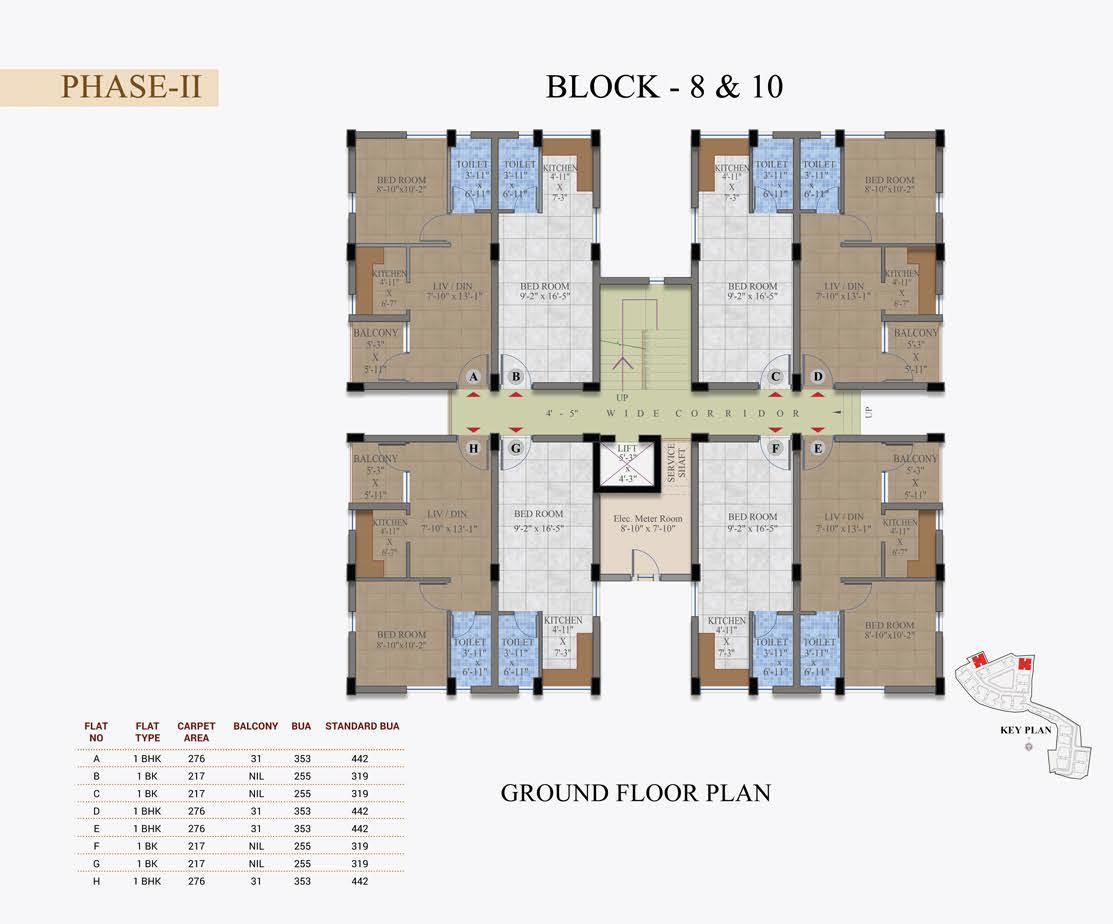 PHASE-II
BLOCK - 8 & 10
BED ROOM
8'-10"x10'-2"
TOILET
3'-11"
x
6'-11"
TOILET
3'-11"
x
6'-11"
KITCHEN
4'-11"
X
7'-3"
KITCHEN
4'-11"
X
7'-3"
TOILET
3'-11"
x
6'-11"
TOILET
3'-11"
x
6'-11"
BED ROOM
8'-10"x10'-2"
KITCHEN
4'-11"
X
6'-7"
LIV / DIN
7'-10" x 13'-1"
BED ROOM
9'-2" x 16'-5"
BED ROOM
9'-2" x 16'-5"
LIV / DIN
7'-10" x 13'-1"
KITCHEN
4'-11"
X
6'-7"
BALCONY
5'-3"
X
5'-11"
BALCONY
5'-3"
X
5'-11"
A
B
C
D
UP
4' - 5" WIDE CORRIDOR
UP
H
G
F
E
LIFT
5'-3"
x
4'-3"
SERVICE
SHAFT
BALCONY
5'-3"
X
5'-11"
BALCONY
5'-3"
X
5'-11"
KITCHEN
4'-11"
X
6'-7"
LIV / DIN
7'-10" x 13'-1"
BED ROOM
9'-2" x 16'-5"
Elec. Meter Room
8'-10" x 7'-10"
BED ROOM
9'-2" x 16'-5"
LIV / DIN
7'-10" x 13'-1"
KITCHEN
4'-11"
X
6'-7"
BED ROOM
8'-10"x10'-2"
TOILET
3'-11"
x
6'-11"
TOILET
3'-11"
x
6'-11"
KITCHEN
4'-11"
X
7'-3"
KITCHEN
4'-11"
X
7'-3"
TOILET
3'-11"
x
6'-11"
TOILET
3'-11"
x
6'-11"
BED ROOM
8'-10"x10'-2"
KEY PLAN
FLAT NO FLAT TYPE CARPET AREA BALCONY BUA STANDARD BUA
A 1 BHK 276 31 353 442
B 1 BK 217 NIL 255 319
C 1 BK 217 NIL 255 319
D 1 BHK 276 31 353 442
E 1 BHK 276 31 353 442
F 1 BK 217 NIL 255 319
G 1 BK 217 NIL 255 319
H 1 BHK 276 31 353 442
GROUND FLOOR PLAN